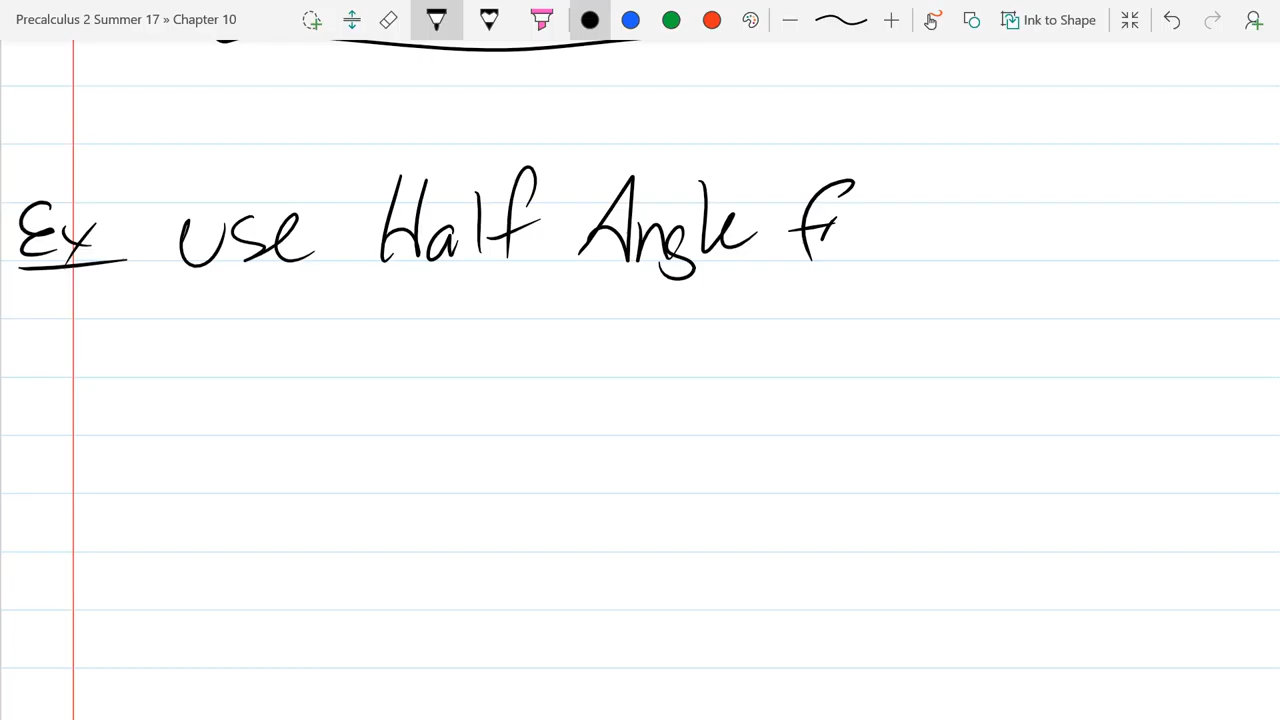 Precalculus 2 Summer 17 » Chapter 10
Ink to Shape
Ex Use Half Angle f